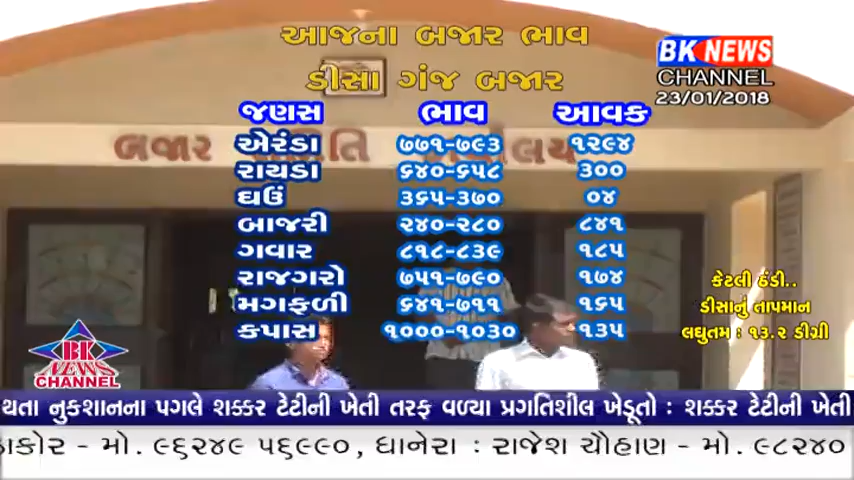 આજના બજાર ભાવ
ડીસા ગંજ બજાર
BK NEWS
CHANNEL
23/01/2018
જણસ ભાવ આવક
બજાર
એરંડા ૭૭૧-૭૯૩ ૧૨૯૪
રાયડા ૬૪૦-૬૫૮ ૩૦૦
ઘઉં ૩૬૫-૩૭૦ ૦૪
બાજરી ૨૪૦-૨૮૦ ૮૪૧
ગવાર ૮૧૮-૮૩૯ ૧૮૫
રાજગરો ૭૫૧-૭૯૦ ૧૭૪
મગફળી ૬૪૧-૭૧૧ ૧૬૫
કપાસ ૧૦૦૦-૧૦૩૦ ૧૩૫
કેટલી ઠંડી..
ડીસાનું તાપમાન
લઘુતમ : ૧૩.૨ ડીગ્રી
BK
NEWS
CHANNEL
થતા નુકશાનના પગલે શક્કર ટેટીની ખેતી તરફ વળ્યા પ્રગતિશીલ ખેડૂતો : શક્કર ટેટીની ખેતી
ઠાકોર - મો. ૯૬૨૪૯ ૫૬૯૯૦, ધાનેરા : રાજેશ ચૌહાણ - મો. ૯૮૨૪૦